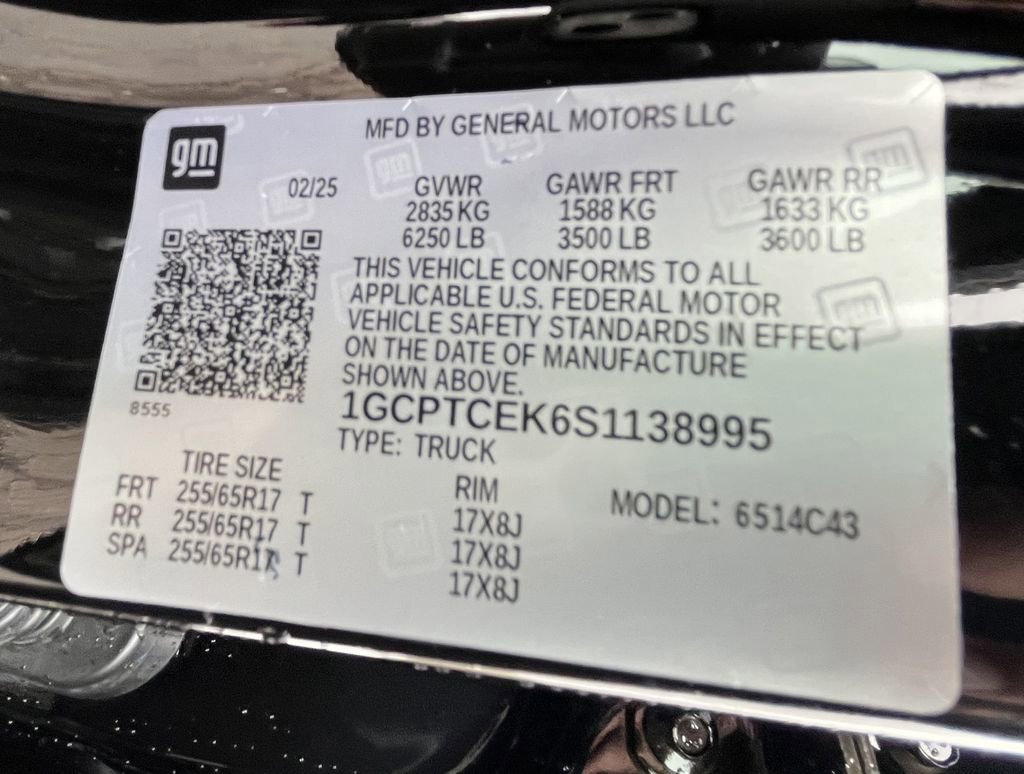 gm
MFD BY GENERAL MOTORS LLC
02/25
GVWR GAWR FRT GAWR RR
2835 KG 1588 KG 1633 KG
6250 LB 3500 LB 3600 LB
THIS VEHICLE CONFORMS TO ALL
APPLICABLE U.S. FEDERAL MOTOR
VEHICLE SAFETY STANDARDS IN EFFECT
ON THE DATE OF MANUFACTURE
SHOWN ABOVE.
8555
1GCPTCEK6S1138995
TYPE: TRUCK
TIRE SIZE RIM MODEL: 6514C43
FRT 255/65R17 T 17X8J
RR 255/65R17 T 17X8J
SPA 255/65R17 T 17X8J